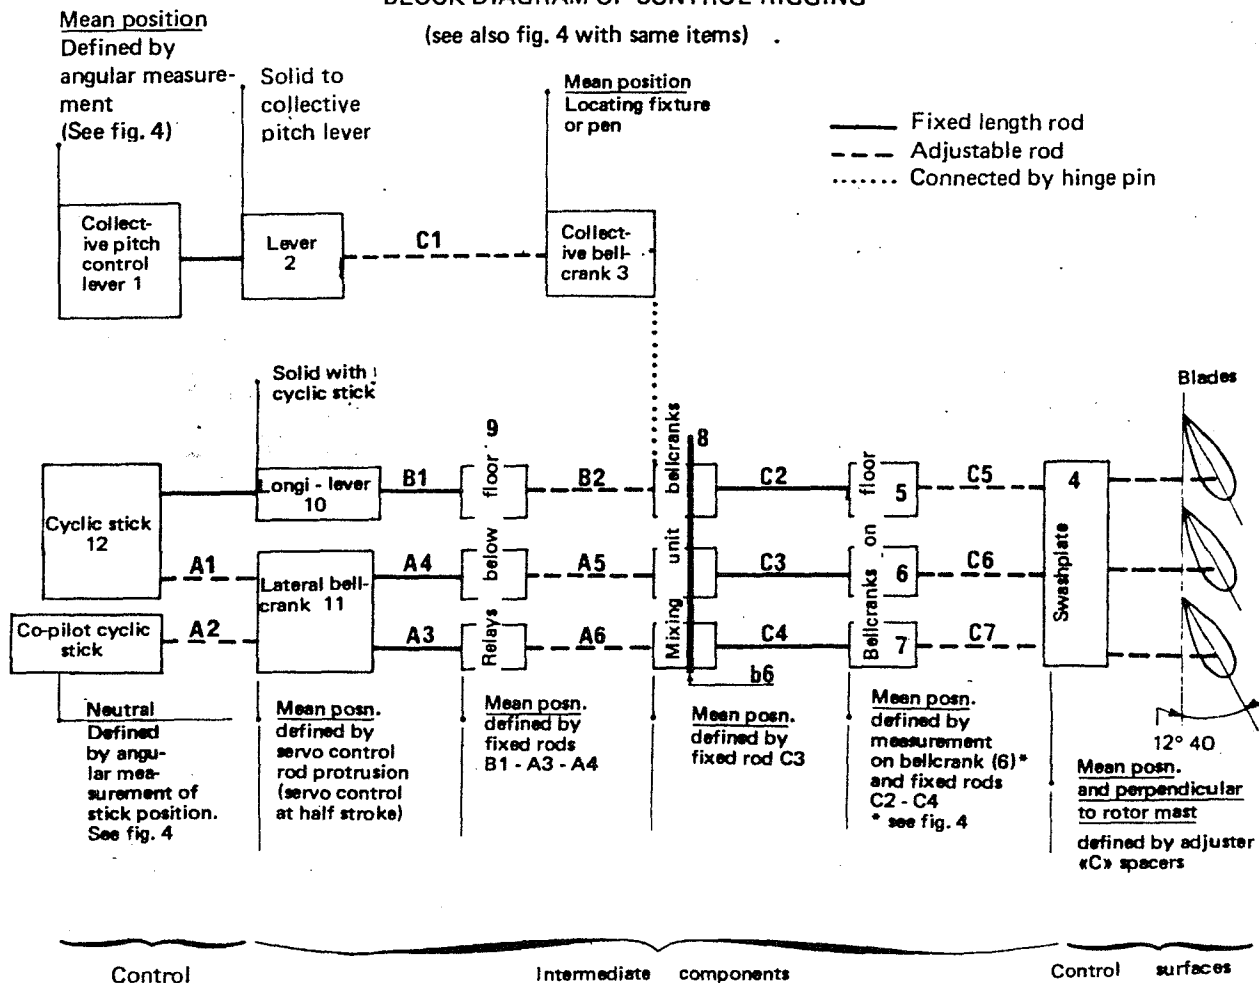 BLOCK DIAGRAM OF CONTROL RIGGING
(see also fig. 4 with same items) .
Mean position
Defined by
angular measure-
ment
(See fig. 4)
Solid to
collective
pitch lever
Mean position
Locating fixture
or pen
Fixed length rod
Adjustable rod
Connected by hinge pin
Collect-
ive pitch
control
lever 1
Lever
2
C1
Collect-
ive bell-
crank 3
Solid with
cyclic stick
Blades
Cyclic stick
12
Longi - lever
10
B1
9
B2
8
C2
5
C5
4
A1
Lateral bell-
crank 11
A4
A5
C3
6
C6
Co-pilot cyclic
stick
A2
A3
A6
C4
7
C7
Relays below floor
Mixing unit bellcranks
Bellcranks on floor
Swashplate
b6
12° 40
Neutral
Defined
by angu-
lar mea-
surement of
stick position.
See fig. 4
Mean posn.
defined by
servo control
rod protrusion
(servo control
at half stroke)
Mean posn.
defined by
fixed rods
B1 - A3 - A4
Mean posn.
defined by
fixed rod C3
Mean posn.
defined by
measurement
on bellcrank (6)*
and fixed rods
C2 - C4
* see fig. 4
Mean posn.
and perpendicular
to rotor mast
defined by adjuster
«C» spacers
Control
Intermediate components
Control surfaces